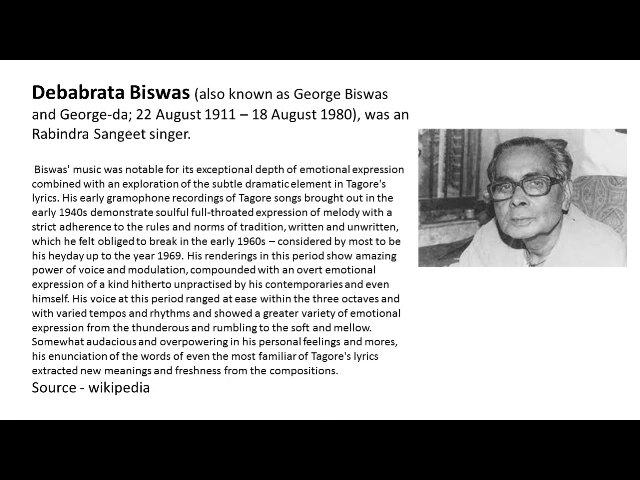 Debabrata Biswas (also known as George Biswas
and George-da; 22 August 1911 – 18 August 1980), was an
Rabindra Sangeet singer.
Biswas' music was notable for its exceptional depth of emotional expression
combined with an exploration of the subtle dramatic element in Tagore's
lyrics. His early gramophone recordings of Tagore songs brought out in the
early 1940s demonstrate soulful full-throated expression of melody with a
strict adherence to the rules and norms of tradition, written and unwritten,
which he felt obliged to break in the early 1960s – considered by most to be
his heyday up to the year 1969. His renderings in this period show amazing
power of voice and modulation, compounded with an overt emotional
expression of a kind hitherto unpractised by his contemporaries and even
himself. His voice at this period ranged at ease within the three octaves and
with varied tempos and rhythms and showed a greater variety of emotional
expression from the thunderous and rumbling to the soft and mellow.
Somewhat audacious and overpowering in his personal feelings and mores,
his enunciation of the words of even the most familiar of Tagore's lyrics
extracted new meanings and freshness from the compositions.
Source - wikipedia